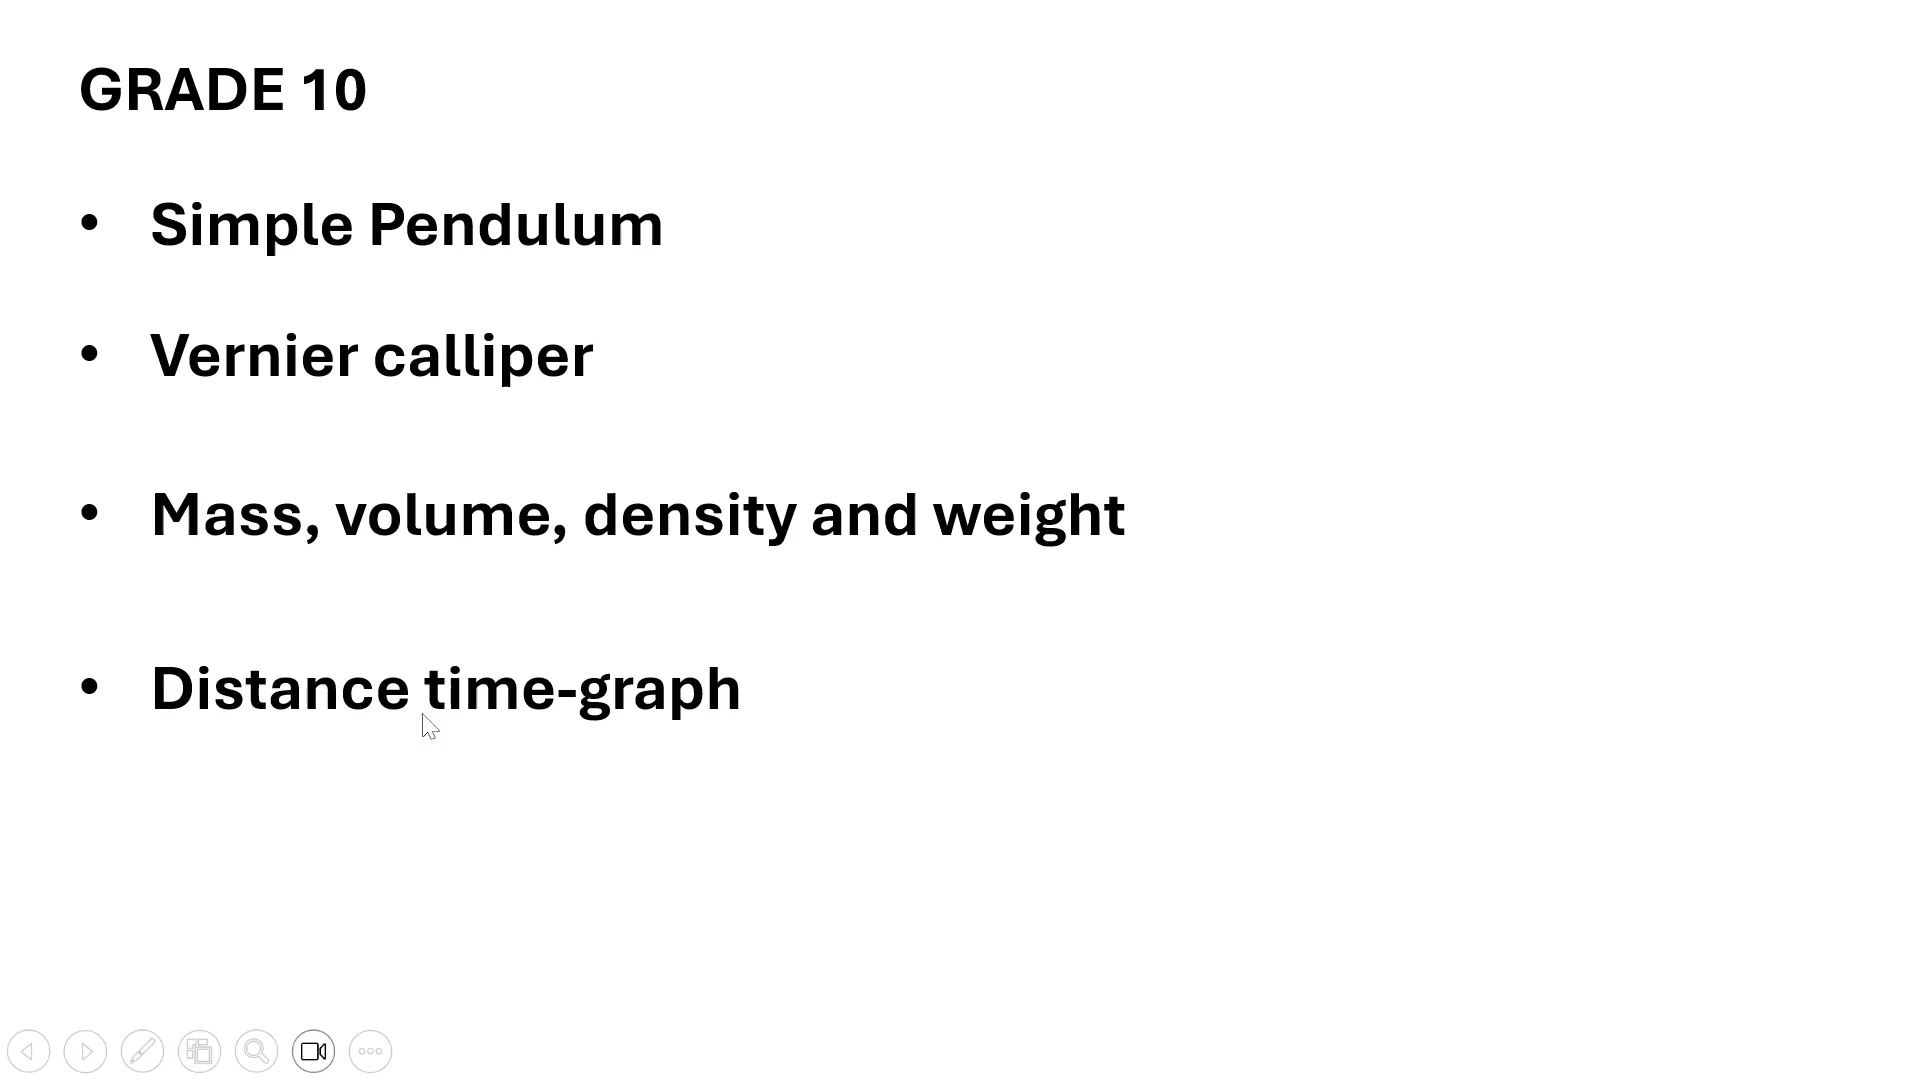 GRADE 10
• Simple Pendulum
• Vernier calliper
• Mass, volume, density and weight
• Distance time-graph